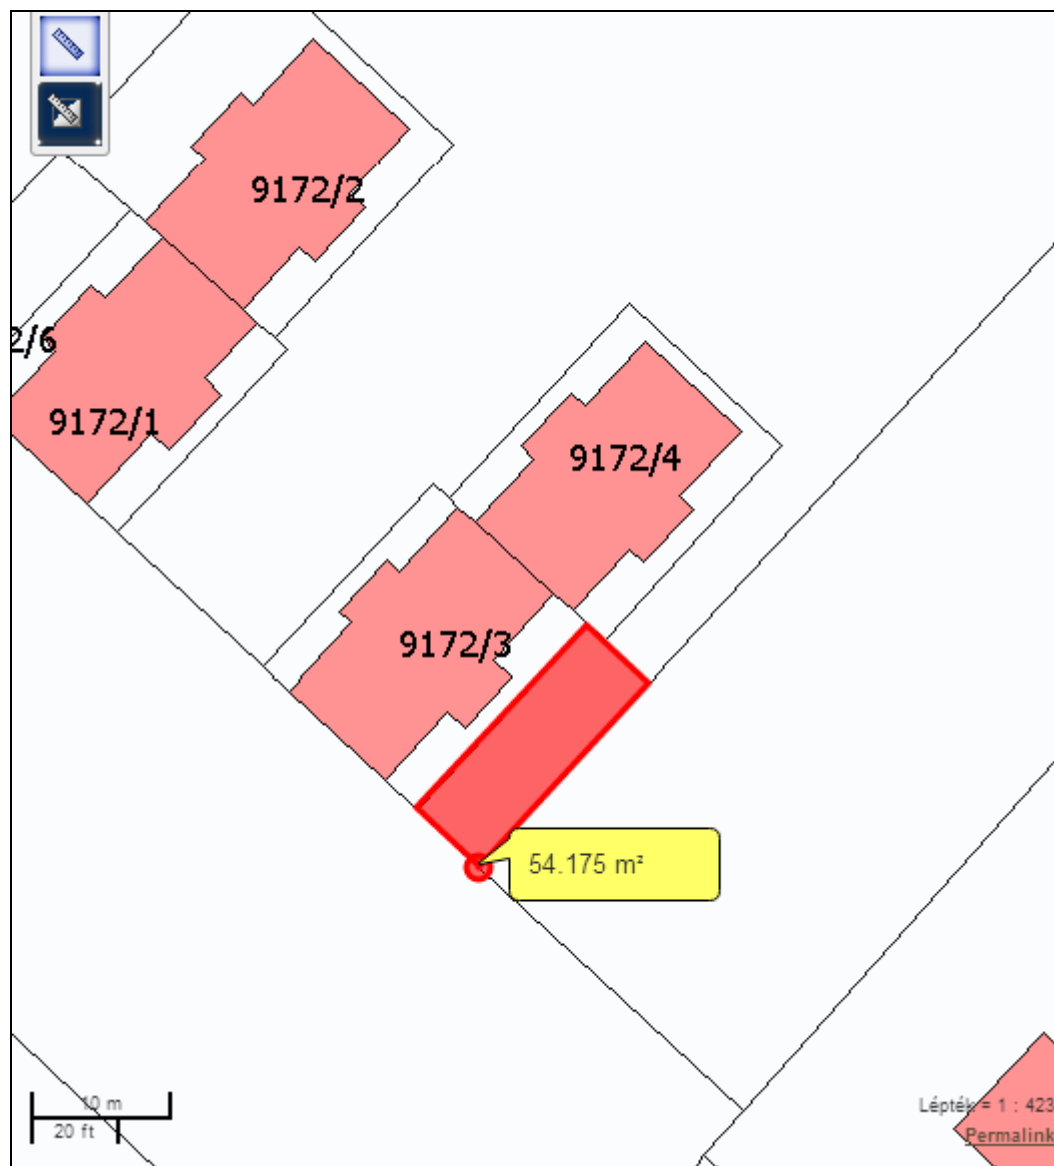 9172/2
2/6
9172/1
9172/4
9172/3
54.175 m²
10 m
20 ft
Lépték = 1 : 423
Permalink